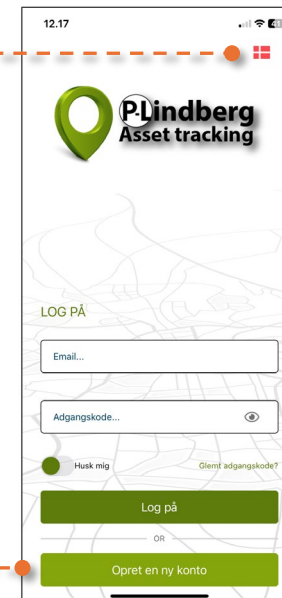 12.17
41
P.Lindberg
Asset tracking
LOG PÅ
Email...
Adgangskode...
Husk mig
Glemt adgangskode?
Log på
OR
Opret en ny konto